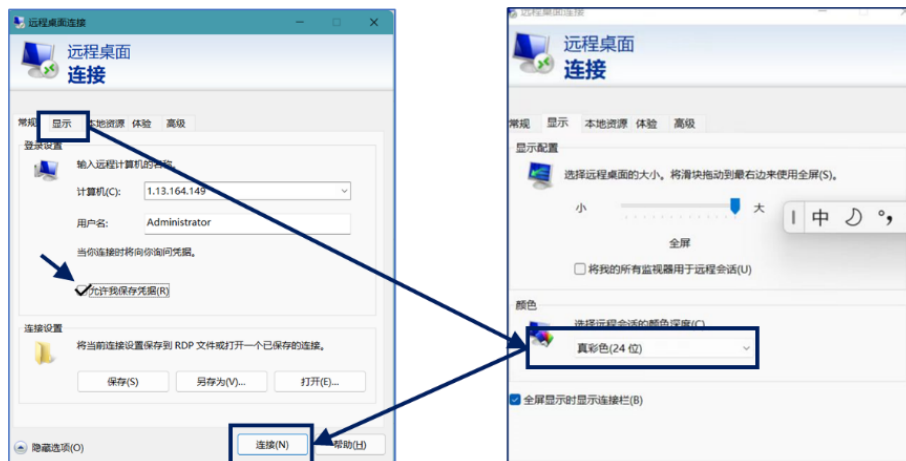 远程桌面连接
远程桌面
连接
常规 显示 本地资源 体验 高级
登录设置
输入远程计算机的名称。
计算机(C): 1.13.164.149
用户名: Administrator
当你连接时将向你询问凭据。
允许我保存凭据(R)
连接设置
将当前连接设置保存到 RDP 文件或打开一个已保存的连接。
保存(S) 另存为(V)... 打开(E)...
隐藏选项(O) 连接(N) 帮助(H)
远程桌面连接
远程桌面
连接
常规 显示 本地资源 体验 高级
显示配置
选择远程桌面的大小。将滑块拖动到最右边来使用全屏(S)。
小 大
全屏
将我的所有监视器用于远程会话(U)
中
颜色
选择远程会话的颜色深度(C)
真彩色(24 位)
全屏显示时显示连接栏(B)